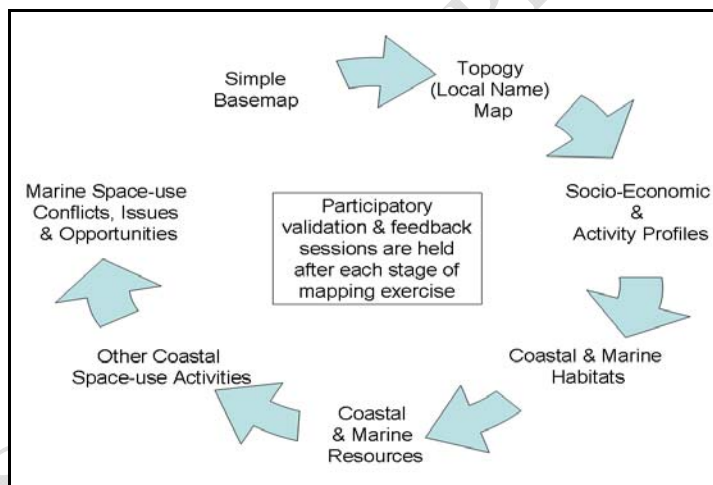 Simple
Basemap
Topogy
(Local Name)
Map
Socio-Economic
&
Activity Profiles
Coastal & Marine
Habitats
Coastal
& Marine
Resources
Other Coastal
Space-use Activities
Marine Space-use
Conflicts, Issues
& Opportunities
Participatory
validation & feedback
sessions are held
after each stage of
mapping exercise